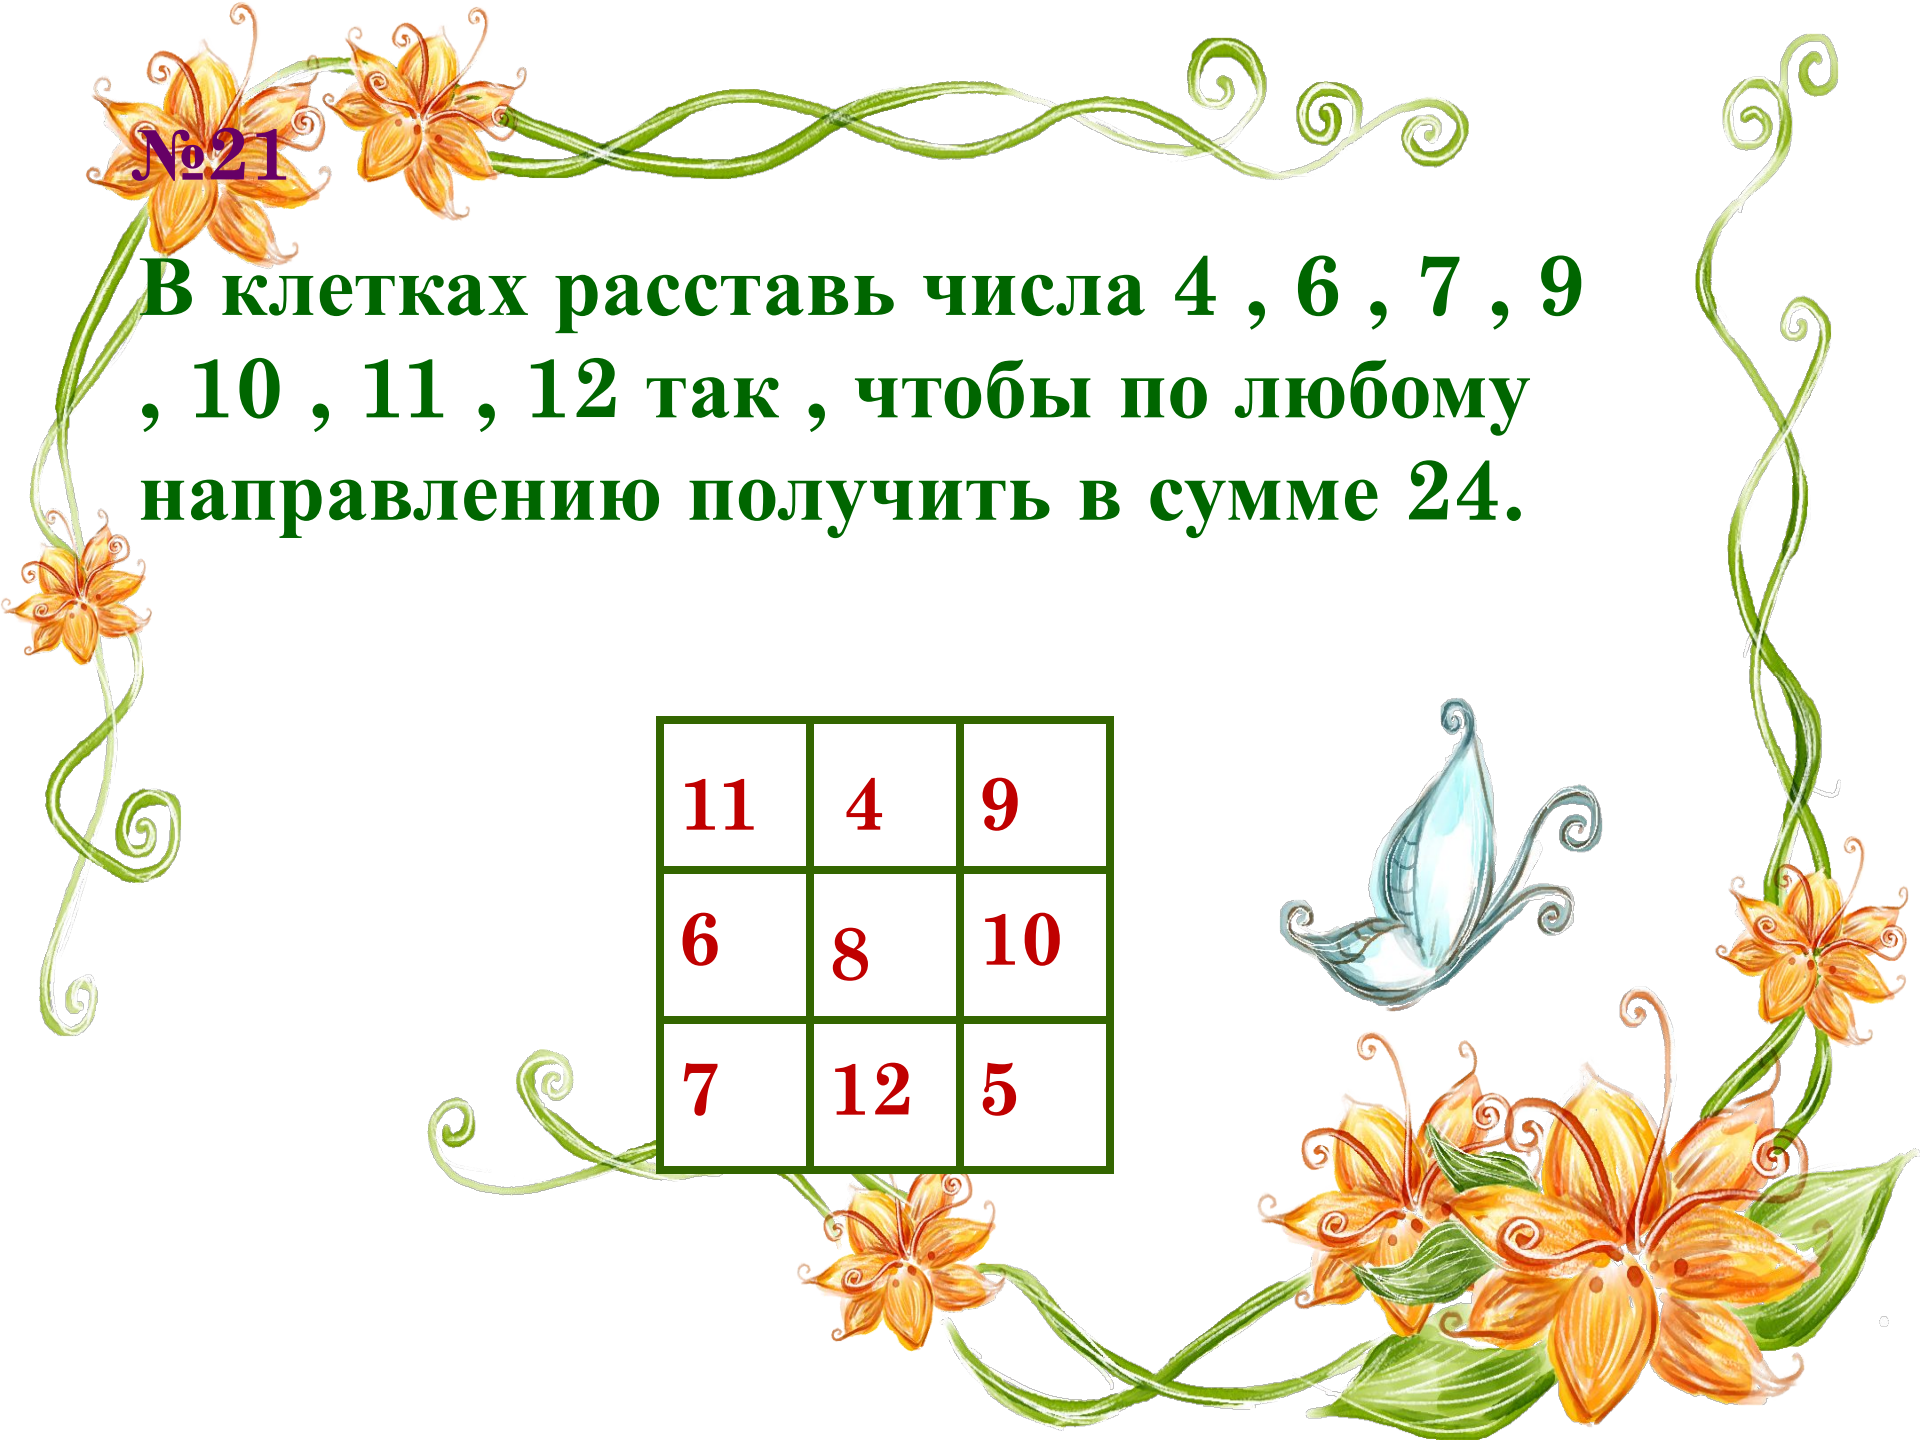 №21
В клетках расставь числа 4 , 6 , 7 , 9
, 10 , 11 , 12 так , чтобы по любому
направлению получить в сумме 24.
11 4 9
6 8 10
7 12 5